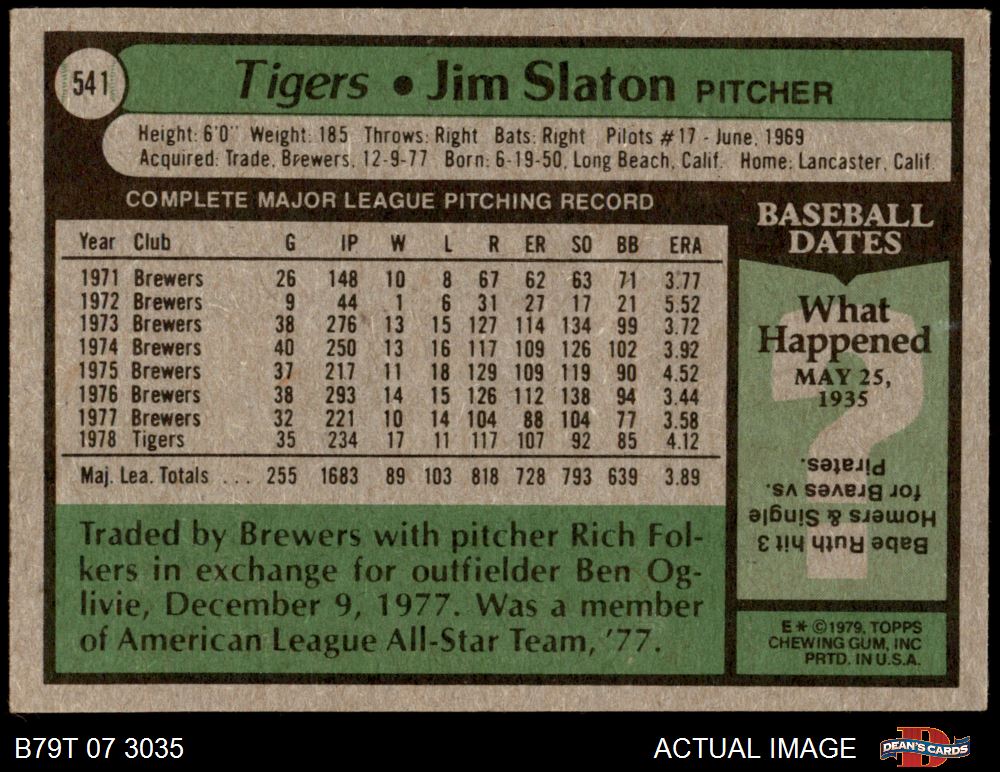 541
Tigers • Jim Slaton PITCHER
Height: 6'0" Weight: 185 Throws: Right Bats: Right Pilots #17 - June, 1969
Acquired: Trade, Brewers, 12-9-77 Born: 6-19-50, Long Beach, Calif. Home: Lancaster, Calif.
COMPLETE MAJOR LEAGUE PITCHING RECORD
Year Club G IP W L R ER SO BB ERA
1971 Brewers 26 148 10 8 67 62 63 71 3.77
1972 Brewers 9 44 1 6 31 27 17 21 5.52
1973 Brewers 38 276 13 15 127 114 134 99 3.72
1974 Brewers 40 250 13 16 117 109 126 102 3.92
1975 Brewers 37 217 11 18 129 109 119 90 4.52
1976 Brewers 38 293 14 15 126 112 138 94 3.44
1977 Brewers 32 221 10 14 104 88 104 77 3.58
1978 Tigers 35 234 17 11 117 107 92 85 4.12
Maj. Lea. Totals ... 255 1683 89 103 818 728 793 639 3.89
Traded by Brewers with pitcher Rich Fol-
kers in exchange for outfielder Ben Og-
livie, December 9, 1977. Was a member
of American League All-Star Team, '77.
BASEBALL
DATES
What
Happened
MAY 25,
1935
?
Babe Ruth hit 3
Homers & Single
for Braves vs.
Pirates.
E * ©1979, TOPPS
CHEWING GUM, INC
PRTD. IN U.S.A.
B79T 07 3035
ACTUAL IMAGE
D
DEAN'S CARDS